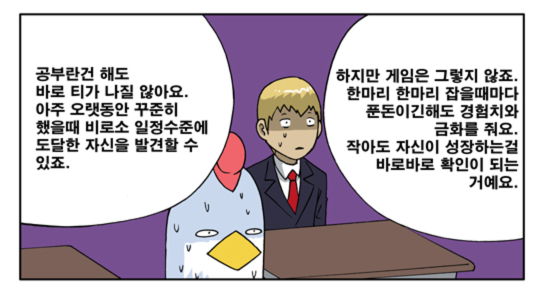 공부란건 해도
바로 티가 나질 않아요.
아주 오랫동안 꾸준히
했을때 비로소 일정수준에
도달한 자신을 발견할 수
있죠.
하지만 게임은 그렇지 않죠.
한마리 한마리 잡을때마다
푼돈이긴해도 경험치와
금화를 줘요.
작아도 자신이 성장하는걸
바로바로 확인이 되는
거예요.